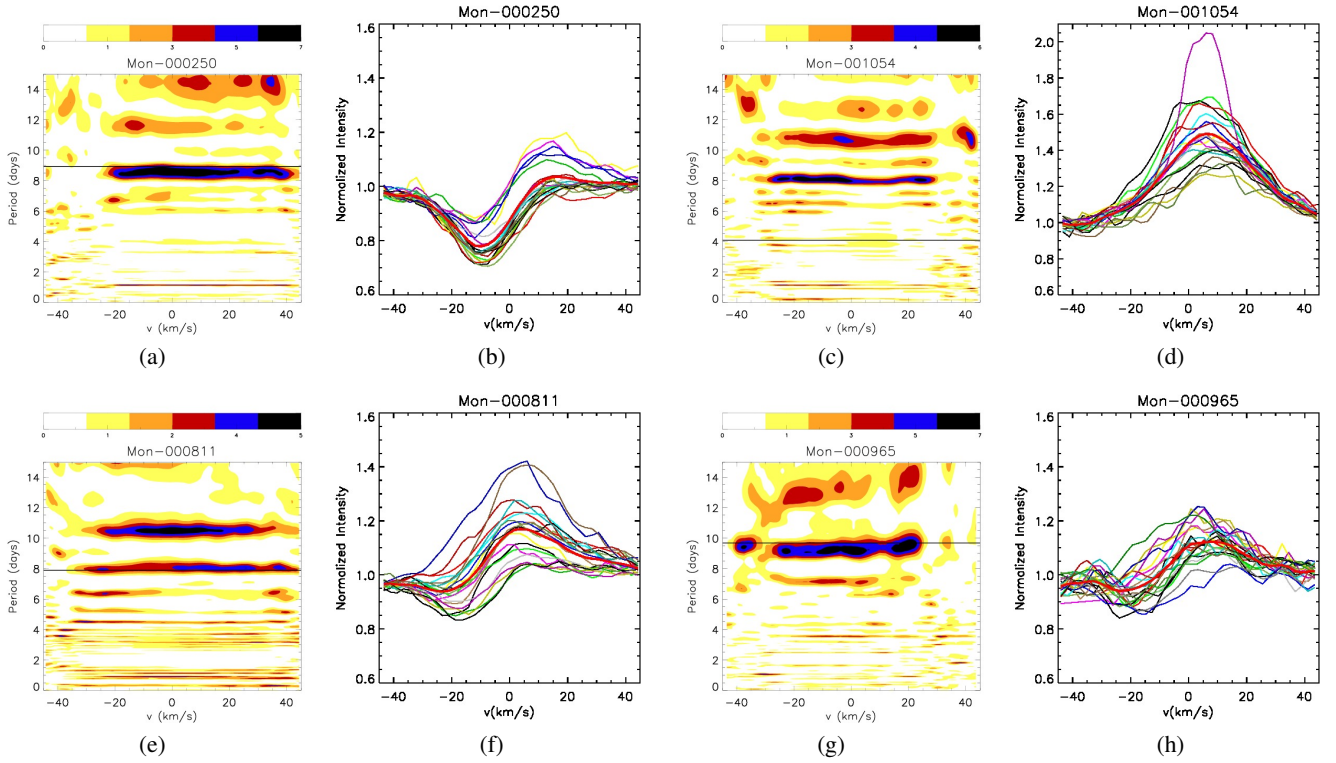 0 1 3 4 5 7
Mon-000250
Period (days)
14
12
10
8
6
4
2
0
−40 −20 0 20 40
v (km/s)
(a)
Mon-000250
Normalized Intensity
1.6
1.4
1.2
1.0
0.8
0.6
−40 −20 0 20 40
v(km/s)
(b)
0 1 3 4 5 6
Mon-001054
Period (days)
14
12
10
8
6
4
2
0
−40 −20 0 20 40
v (km/s)
(c)
Mon-001054
Normalized Intensity
2.0
1.8
1.6
1.4
1.2
1.0
0.8
0.6
−40 −20 0 20 40
v(km/s)
(d)
0 1 2 3 4 5
Mon-000811
Period (days)
14
12
10
8
6
4
2
0
−40 −20 0 20 40
v (km/s)
(e)
Mon-000811
Normalized Intensity
1.6
1.4
1.2
1.0
0.8
0.6
−40 −20 0 20 40
v(km/s)
(f)
0 1 3 4 5 7
Mon-000965
Period (days)
14
12
10
8
6
4
2
0
−40 −20 0 20 40
v (km/s)
(g)
Mon-000965
Normalized Intensity
1.6
1.4
1.2
1.0
0.8
0.6
−40 −20 0 20 40
v(km/s)
(h)